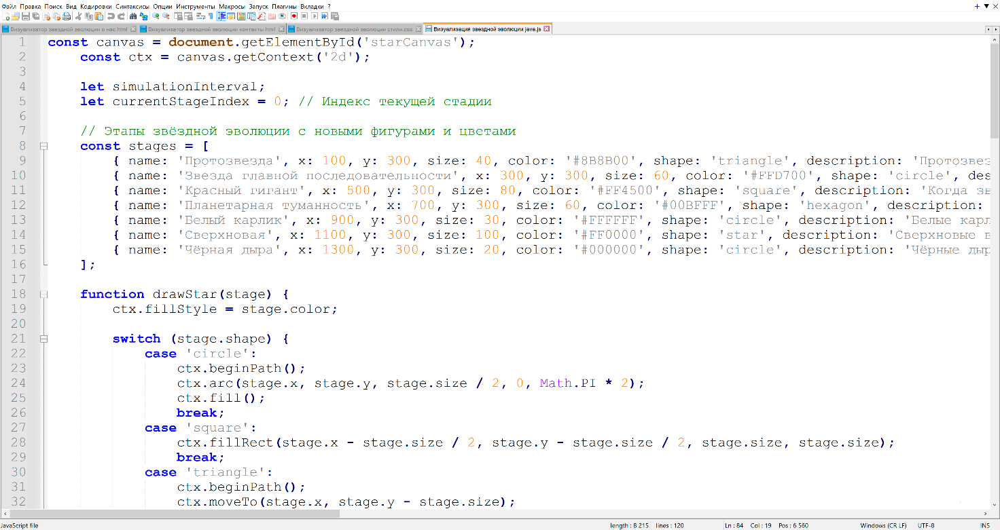 Файл Правка Поиск Вид Кодировки Синтаксисы Опции Инструменты Макросы Запуск Плагины Вкладки ?
Визуализатор звездной эволюции о нас.html Визуализатор звездной эволюции контакты.html Визуализатор звездной эволюции стили.css Визуализация звездной эволюции java.js
1 const canvas = document.getElementById('starCanvas');
2 const ctx = canvas.getContext('2d');
3
4 let simulationInterval;
5 let currentStageIndex = 0; // Индекс текущей стадии
6
7 // Этапы звёздной эволюции с новыми фигурами и цветами
8 const stages = [
9 { name: 'Протозвезда', x: 100, y: 300, size: 40, color: '#8B8B00', shape: 'triangle', description: 'Протозвез
10 { name: 'Звезда главной последовательности', x: 300, y: 300, size: 60, color: '#FFD700', shape: 'circle', des
11 { name: 'Красный гигант', x: 500, y: 300, size: 80, color: '#FF4500', shape: 'square', description: 'Когда зв
12 { name: 'Планетарная туманность', x: 700, y: 300, size: 60, color: '#00BFFF', shape: 'hexagon', description:
13 { name: 'Белый карлик', x: 900, y: 300, size: 30, color: '#FFFFFF', shape: 'circle', description: 'Белые карл
14 { name: 'Сверхновая', x: 1100, y: 300, size: 100, color: '#FF0000', shape: 'star', description: 'Сверхновые в
15 { name: 'Чёрная дыра', x: 1300, y: 300, size: 20, color: '#000000', shape: 'circle', description: 'Чёрные дыр
16 ];
17
18 function drawStar(stage) {
19 ctx.fillStyle = stage.color;
20
21 switch (stage.shape) {
22 case 'circle':
23 ctx.beginPath();
24 ctx.arc(stage.x, stage.y, stage.size / 2, 0, Math.PI * 2);
25 ctx.fill();
26 break;
27 case 'square':
28 ctx.fillRect(stage.x - stage.size / 2, stage.y - stage.size / 2, stage.size, stage.size);
29 break;
30 case 'triangle':
31 ctx.beginPath();
32 ctx.moveTo(stage.x, stage.y - stage.size);
JavaScript file length : 8 215 lines : 120 Ln : 84 Col : 19 Pos : 6 560 Windows (CR LF) UTF-8 INS